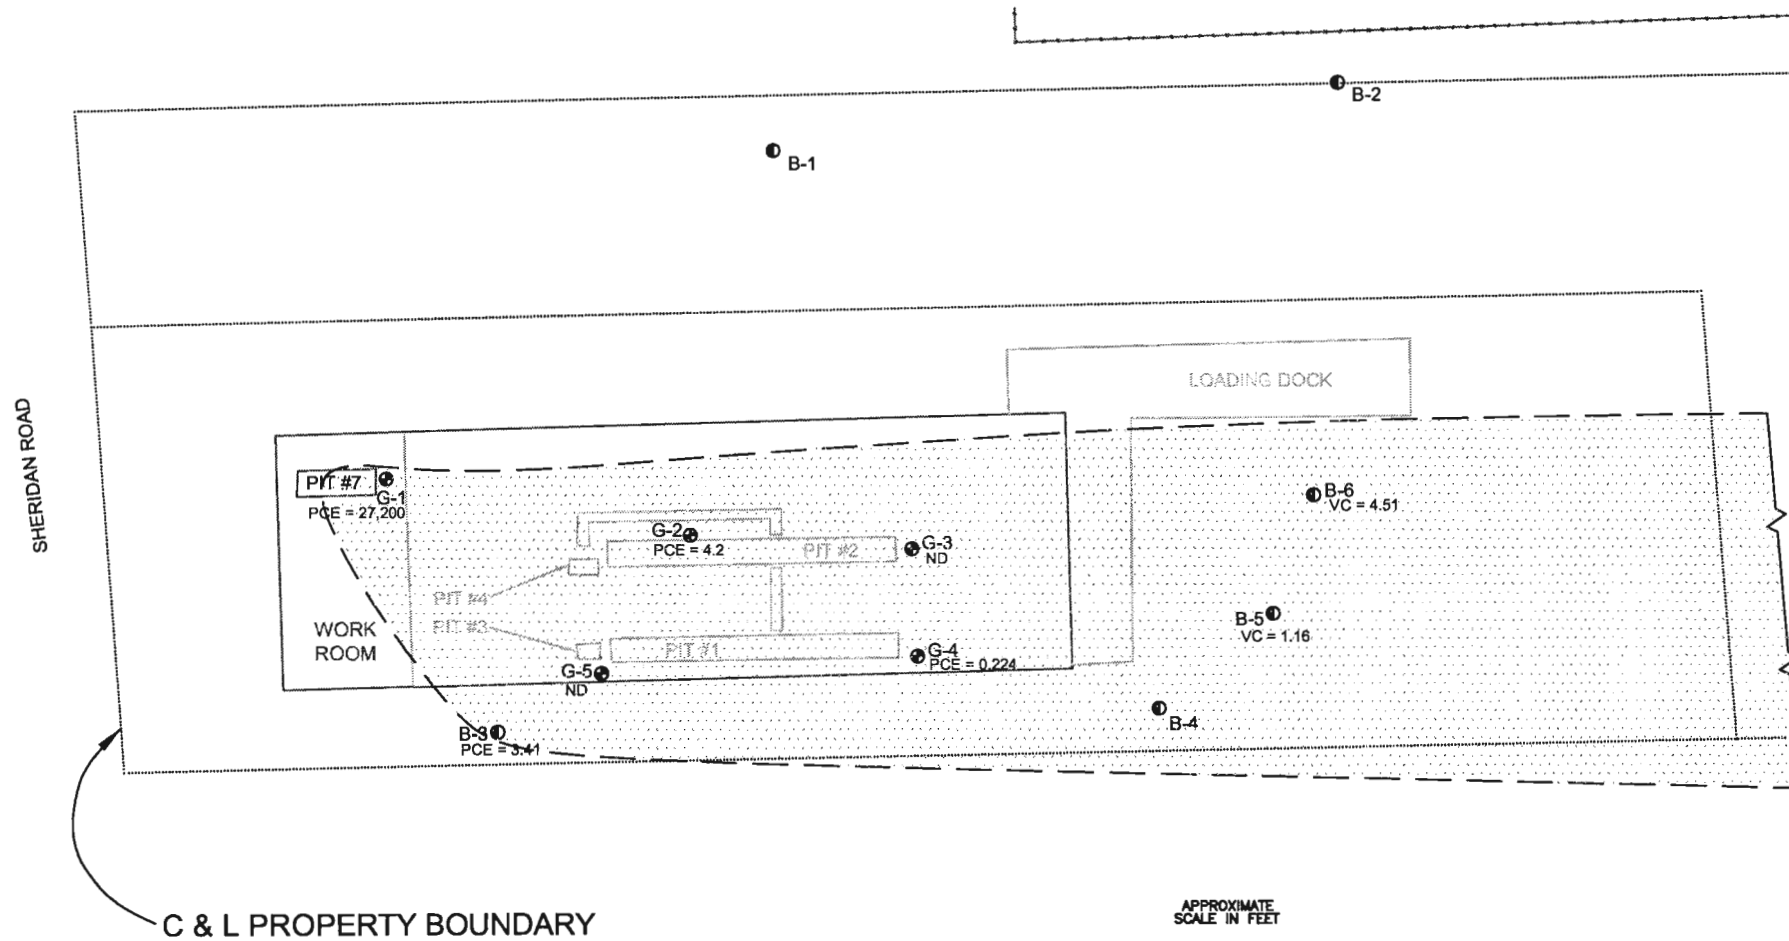 B-2
B-1
LOADING DOCK
SHERIDAN ROAD
PIT #7
G-1
PCE = 27,200
B-6
VC = 4.51
G-2
PCE = 4.2
PIT #2
G-3
ND
PIT #4
PIT #3
WORK
ROOM
PIT #1
G-4
PCE = 0.224
B-5
VC = 1.16
G-5
ND
B-4
B-3
PCE = 3.41
C & L PROPERTY BOUNDARY
APPROXIMATE
SCALE IN FEET